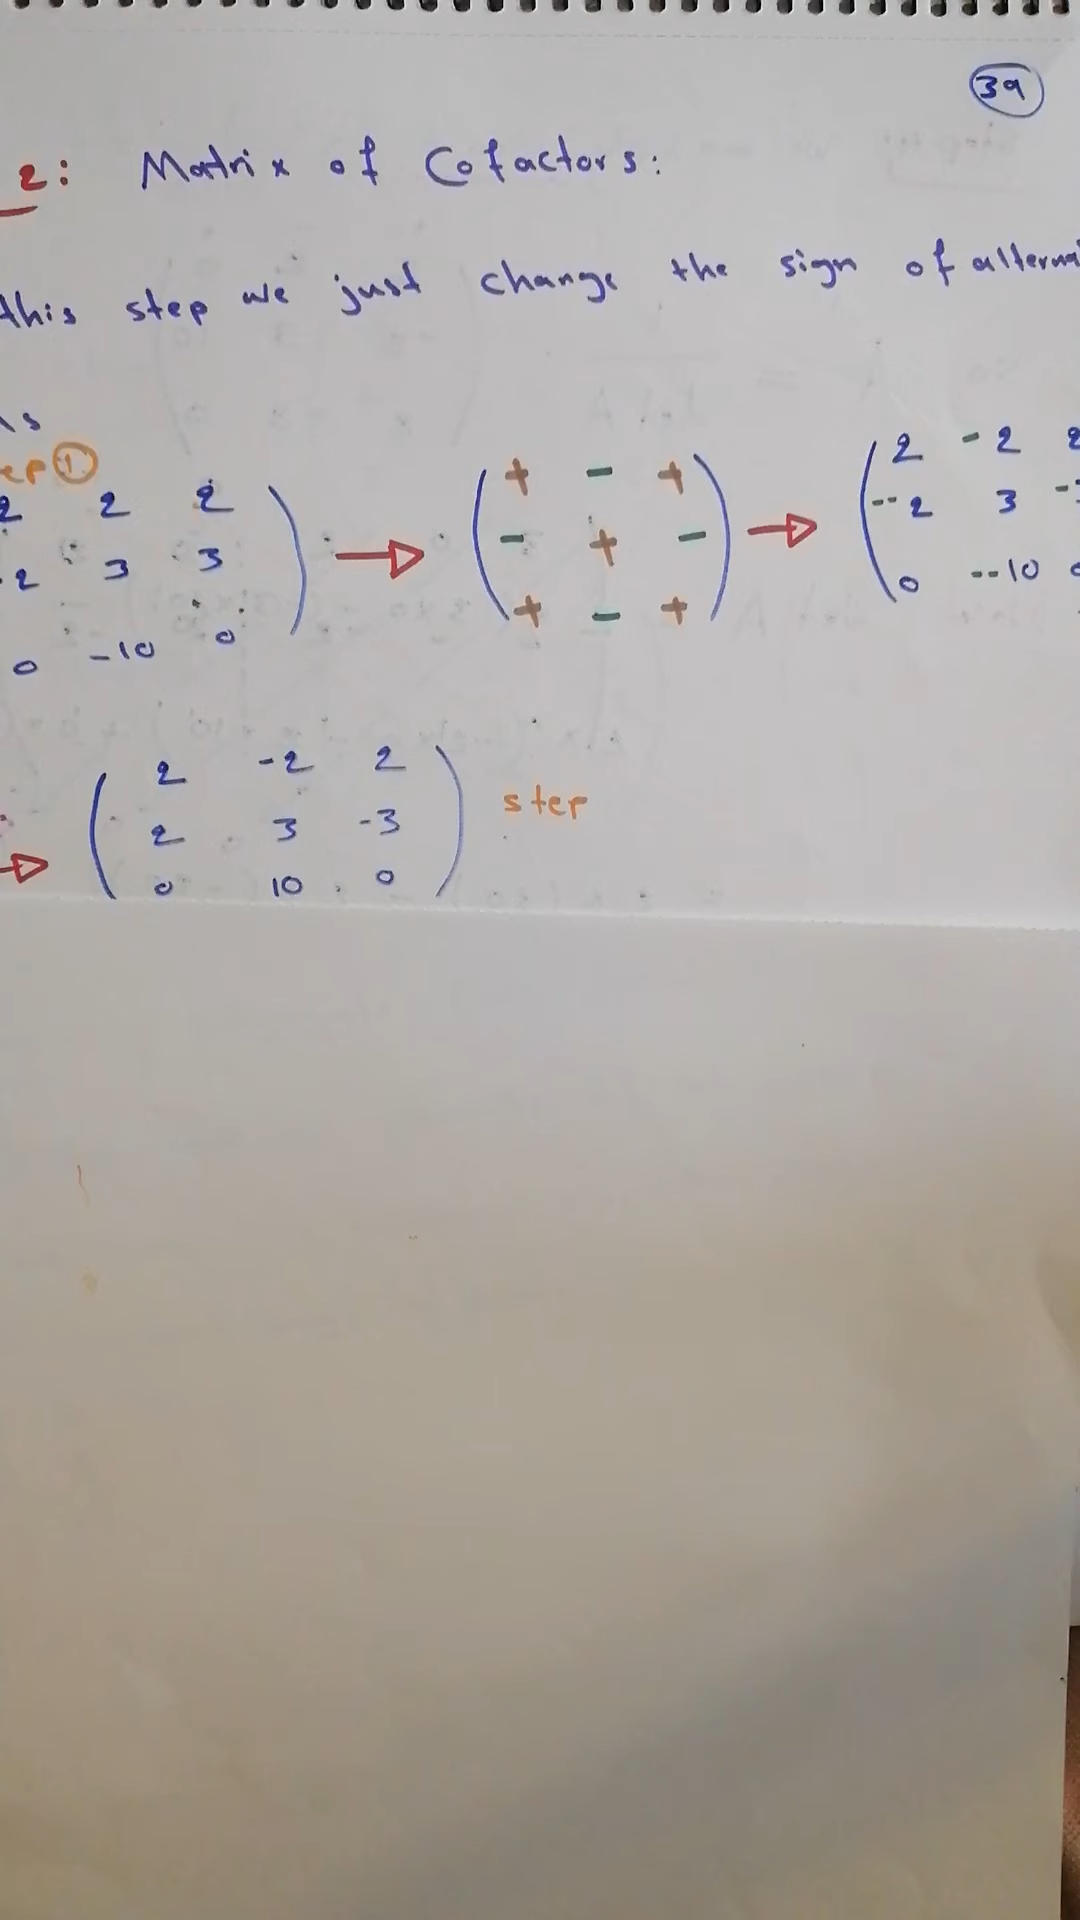 39
2: Matrix of Cofactors:
this step we just change the sign of
①
2 2 2 + - + 2 -2 2
-2 3 3 → - + - → --2 3
0 -10 0 + - + 0 --10
→ 2 -2 2 step
2 3 -3
0 10 0